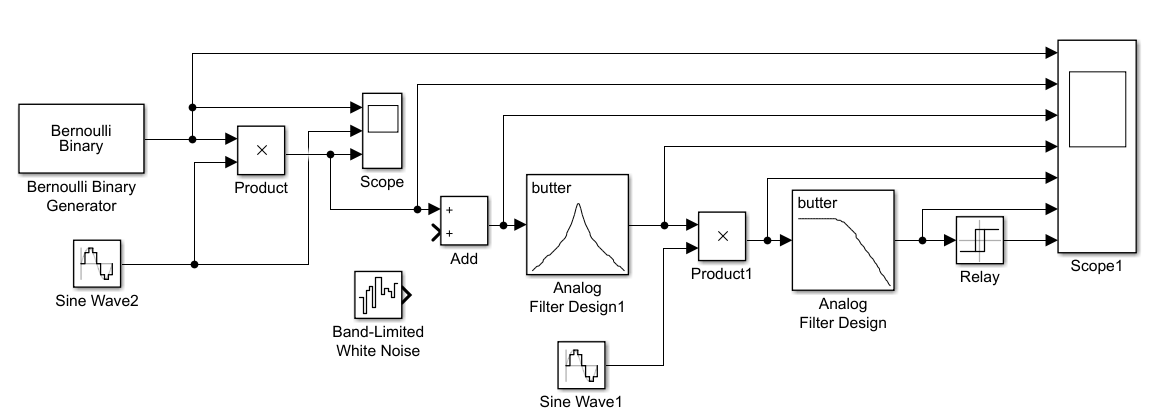 Bernoulli
Binary
Bernoulli Binary
Generator
×
Product
Scope
Sine Wave2
+
+
Add
Band-Limited
White Noise
butter
Analog
Filter Design1
Sine Wave1
×
Product1
butter
Analog
Filter Design
Relay
Scope1